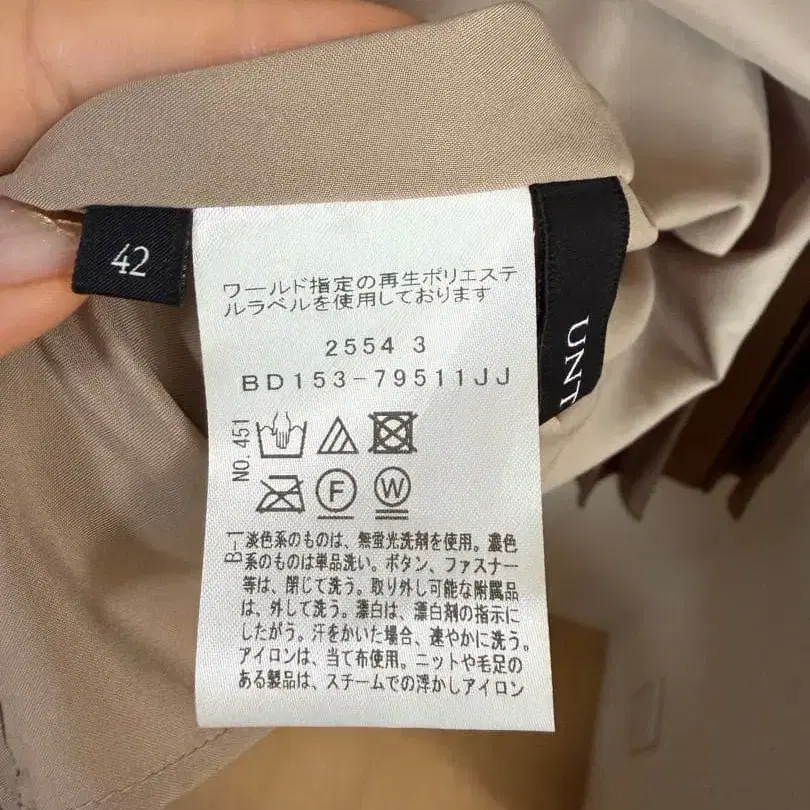 42
UNT
ワールド指定の再生ポリエステ
ルラベルを使用しております
2554 3
BD153-79511JJ
NO.451
F
W
B-1
淡色系のものは、無蛍光洗剤を使用。濃色
系のものは単品洗い。ボタン、ファスナー
等は、閉じて洗う。取り外し可能な附属品
は、外して洗う。漂白は、漂白剤の指示に
したがう。汗をかいた場合、速やかに洗う。
アイロンは、当て布使用。ニットや毛足の
ある製品は、スチームでの浮かしアイロン